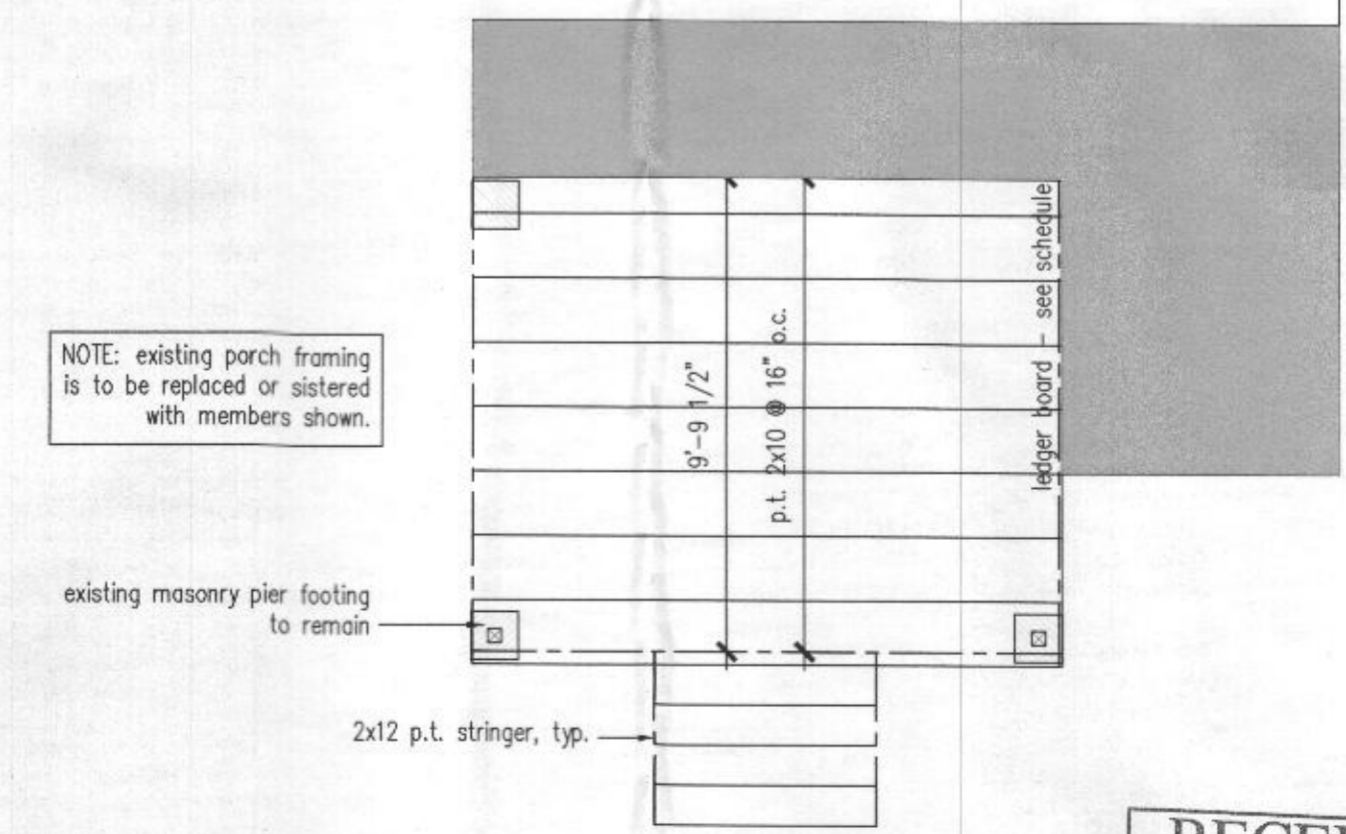 NOTE: existing porch framing
is to be replaced or sistered
with members shown.
9'-9 1/2"
p.t. 2x10 @ 16" o.c.
ledger board - see schedule
existing masonry pier footing
to remain
2x12 p.t. stringer, typ.